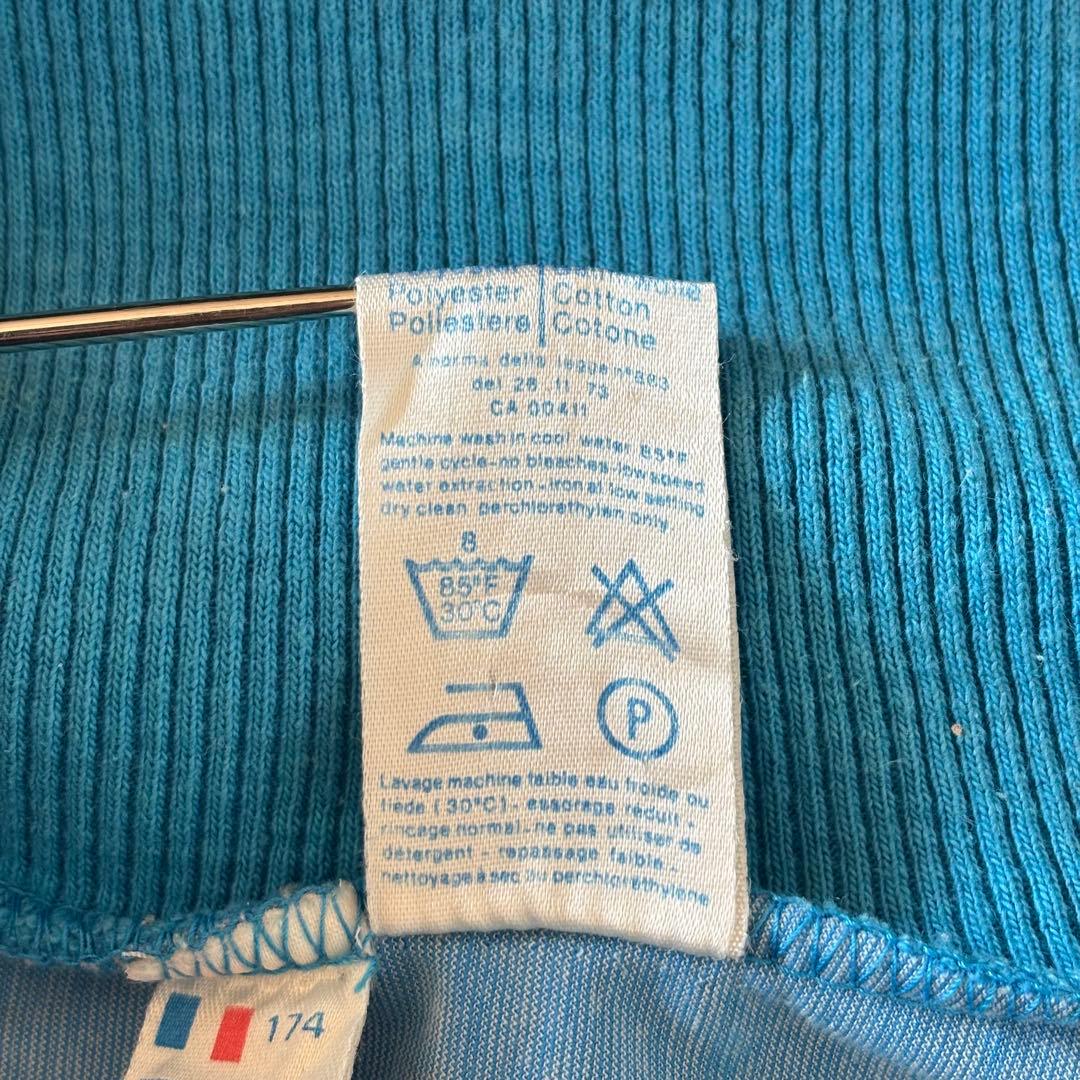 Polyester | Cotton
Poliestere | Cotone
A norma della legge n° 883
del 26 11 73
CA 00411
Machine wash in cool water 85°F
gentle cycle-no bleaches-low speed
water extraction - iron at low setting
dry clean perchlorethylen only.
8
85°F
30°C
P
Lavage machine faible eau froide ou
tiede (30°C) - essorage reduit -
rincage normal - ne pas utiliser de
détergent - repassage faible.
nettoyage a sec au perchlorethylene
174